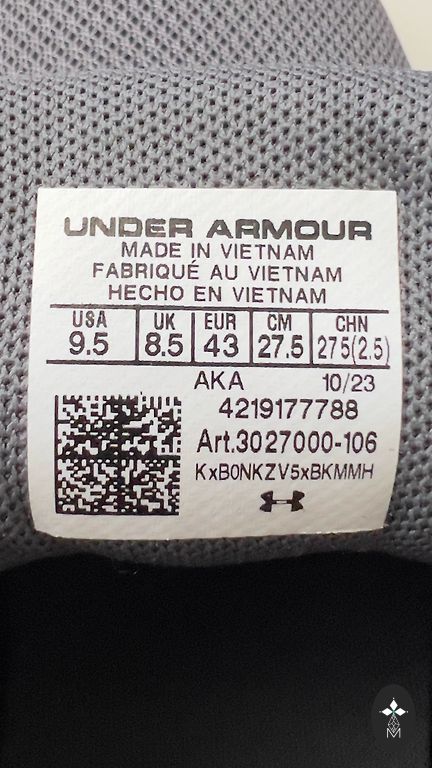 UNDER ARMOUR
MADE IN VIETNAM
FABRIQUÉ AU VIETNAM
HECHO EN VIETNAM
USA UK EUR CM CHN
9.5 8.5 43 27.5 275(2.5)
AKA 10/23
4219177788
Art.3027000-106
KxB0NKZV5xBKMMH
M